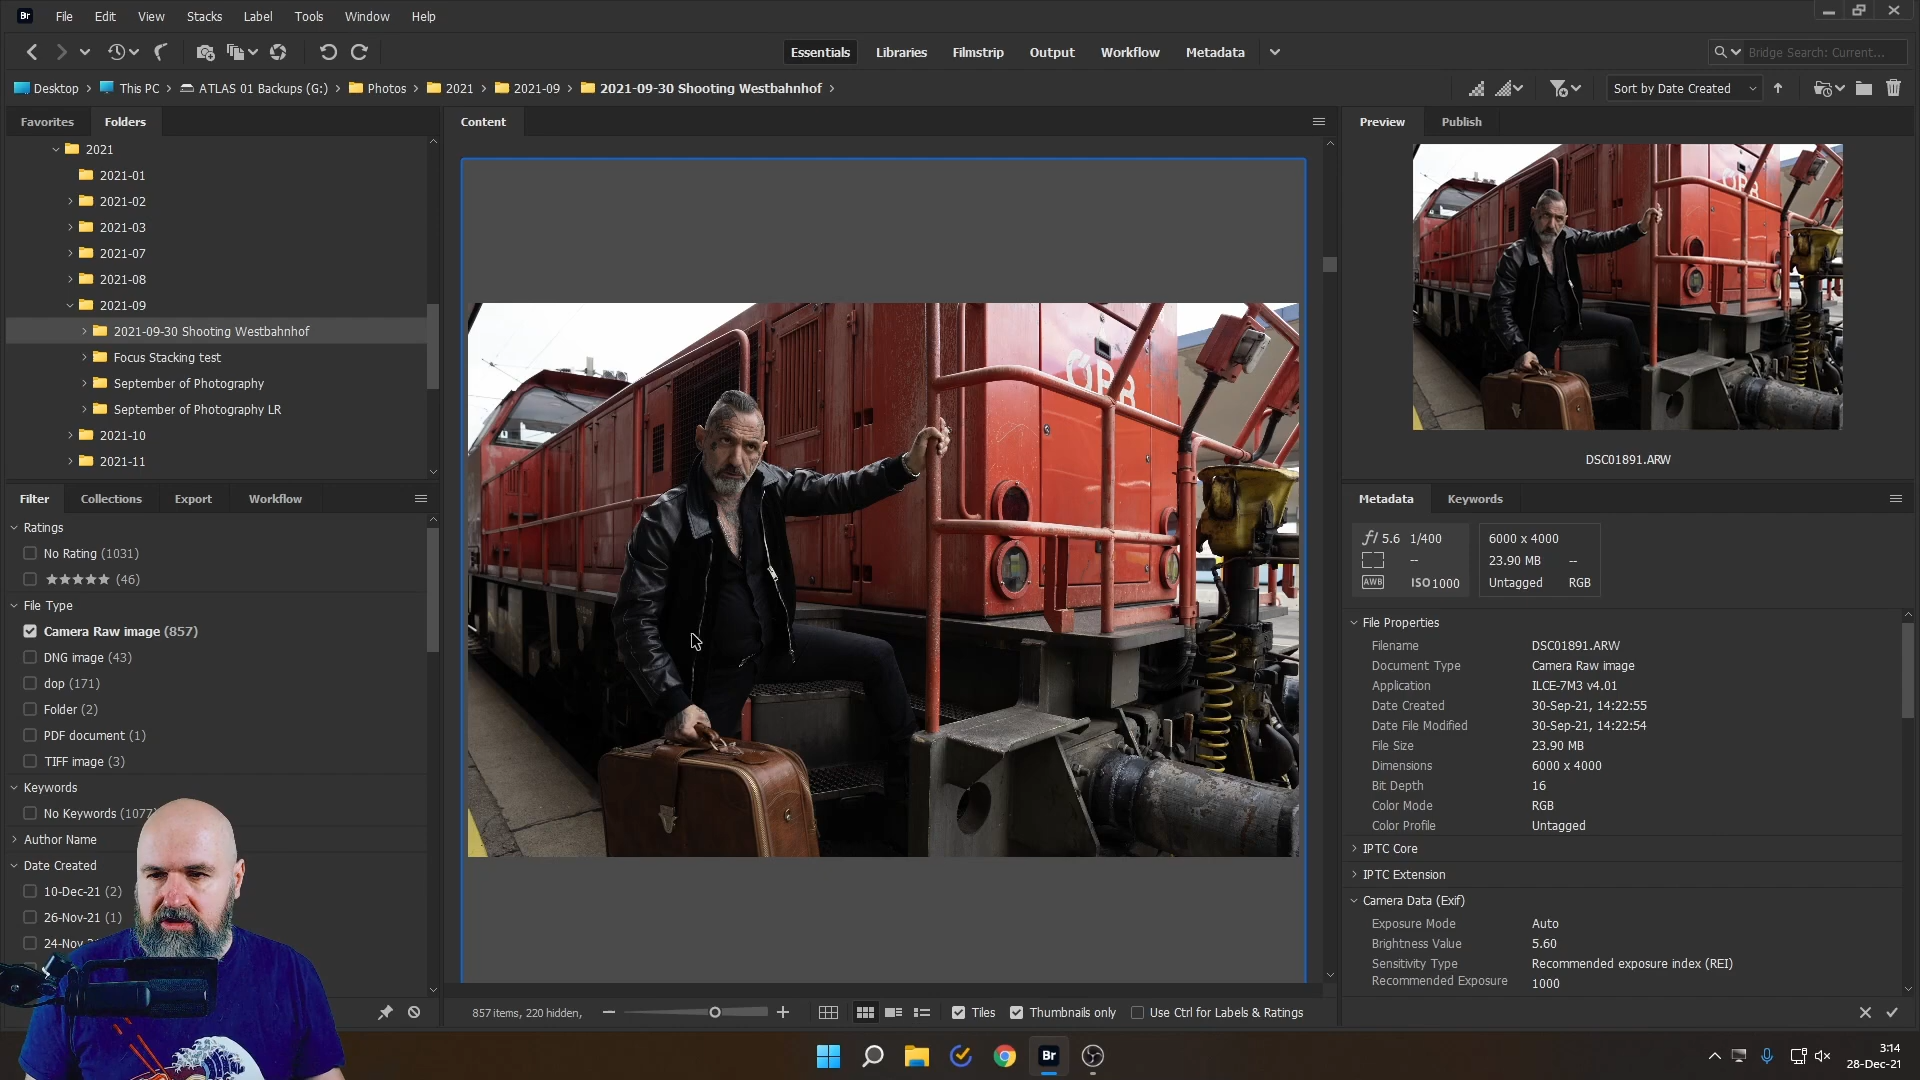 Br File Edit View Stacks Label Tools Window Help
Essentials Libraries Filmstrip Output Workflow Metadata
Bridge Search: Current...
Desktop > This PC > ATLAS 01 Backups (G:) > Photos > 2021 > 2021-09 > 2021-09-30 Shooting Westbahnhof >
Sort by Date Created
Favorites Folders
2021
2021-01
2021-02
2021-03
2021-07
2021-08
2021-09
2021-09-30 Shooting Westbahnhof
Focus Stacking test
September of Photography
September of Photography LR
2021-10
2021-11
Filter Collections Export Workflow
Ratings
No Rating (1031)
★★★★★ (46)
File Type
Camera Raw image (857)
DNG image (43)
dop (171)
Folder (2)
PDF document (1)
TIFF image (3)
Keywords
No Keywords (1077)
Author Name
Date Created
10-Dec-21 (2)
26-Nov-21 (1)
24-Nov
Content
ÖBB
857 items, 220 hidden,
Tiles Thumbnails only Use Ctrl for Labels & Ratings
Preview Publish
ÖBB
DSC01891.ARW
Metadata Keywords
f/ 5.6 1/400
--
AWB ISO 1000
6000 x 4000
23.90 MB --
Untagged RGB
File Properties
Filename DSC01891.ARW
Document Type Camera Raw image
Application ILCE-7M3 v4.01
Date Created 30-Sep-21, 14:22:55
Date File Modified 30-Sep-21, 14:22:54
File Size 23.90 MB
Dimensions 6000 x 4000
Bit Depth 16
Color Mode RGB
Color Profile Untagged
IPTC Core
IPTC Extension
Camera Data (Exif)
Exposure Mode Auto
Brightness Value 5.60
Sensitivity Type Recommended exposure index (REI)
Recommended Exposure 1000
Br
3:14
28-Dec-21